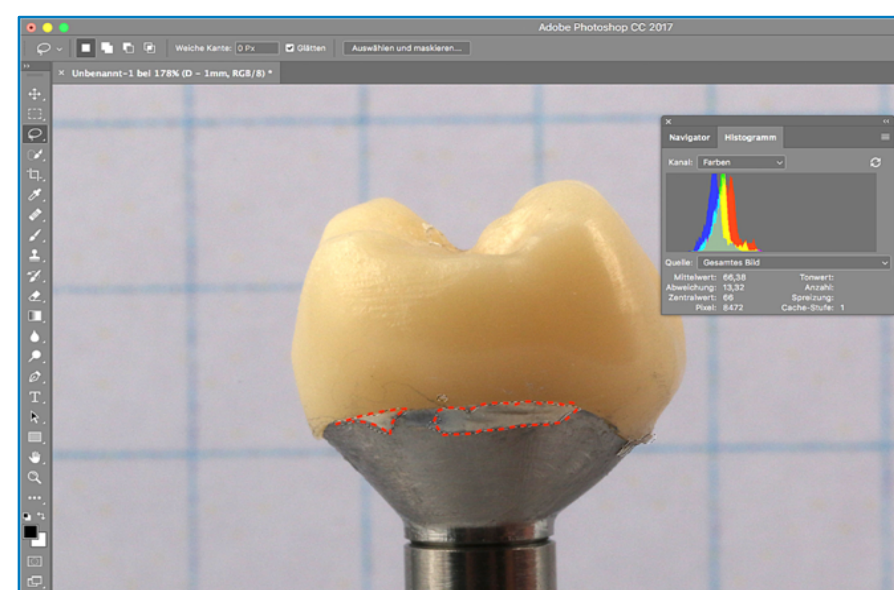 Adobe Photoshop CC 2017
Weiche Kante: 0 Px Glätten Auswählen und maskieren...
× Unbenannt-1 bei 178% (D - 1mm, RGB/8) *
Navigator Histogramm
Kanal: Farben
Quelle: Gesamtes Bild
Mittelwert: 66,38 Tonwert:
Abweichung: 13,32 Anzahl:
Zentralwert: 66 Spreizung:
Pixel: 8472 Cache-Stufe: 1